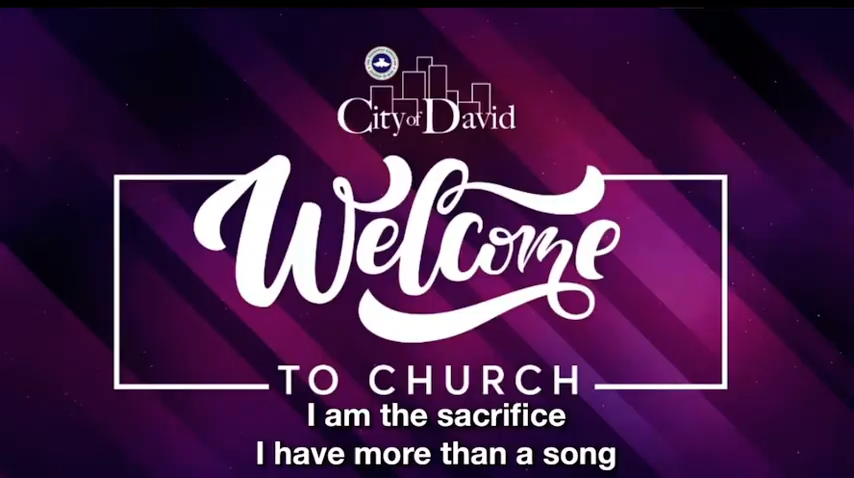 City of David
Welcome
TO CHURCH
I am the sacrifice
I have more than a song